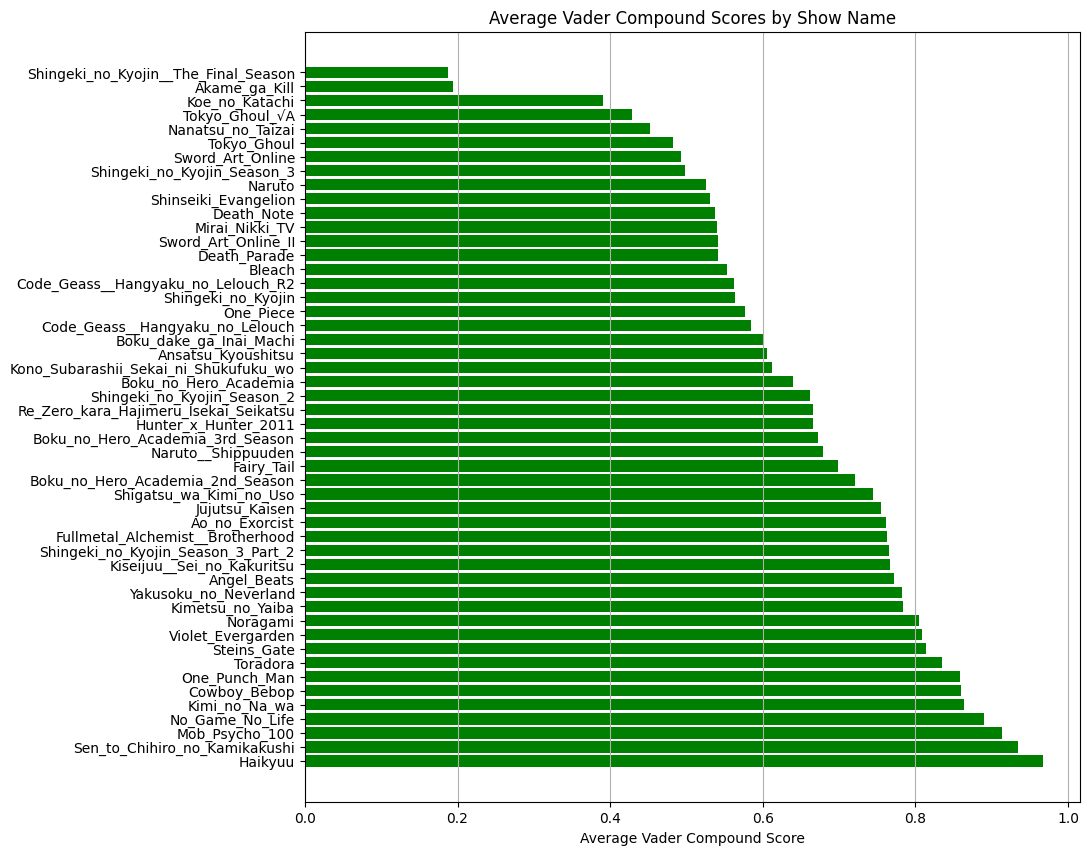 Average Vader Compound Scores by Show Name
Shingeki_no_Kyojin__The_Final_Season
Akame_ga_Kill
Koe_no_Katachi
Tokyo_Ghoul_√A
Nanatsu_no_Taizai
Tokyo_Ghoul
Sword_Art_Online
Shingeki_no_Kyojin_Season_3
Naruto
Shinseiki_Evangelion
Death_Note
Mirai_Nikki_TV
Sword_Art_Online_II
Death_Parade
Bleach
Code_Geass__Hangyaku_no_Lelouch_R2
Shingeki_no_Kyojin
One_Piece
Code_Geass__Hangyaku_no_Lelouch
Boku_dake_ga_Inai_Machi
Ansatsu_Kyoushitsu
Kono_Subarashii_Sekai_ni_Shukufuku_wo
Boku_no_Hero_Academia
Shingeki_no_Kyojin_Season_2
Re_Zero_kara_Hajimeru_Isekai_Seikatsu
Hunter_x_Hunter_2011
Boku_no_Hero_Academia_3rd_Season
Naruto__Shippuuden
Fairy_Tail
Boku_no_Hero_Academia_2nd_Season
Shigatsu_wa_Kimi_no_Uso
Jujutsu_Kaisen
Ao_no_Exorcist
Fullmetal_Alchemist__Brotherhood
Shingeki_no_Kyojin_Season_3_Part_2
Kiseijuu__Sei_no_Kakuritsu
Angel_Beats
Yakusoku_no_Neverland
Kimetsu_no_Yaiba
Noragami
Violet_Evergarden
Steins_Gate
Toradora
One_Punch_Man
Cowboy_Bebop
Kimi_no_Na_wa
No_Game_No_Life
Mob_Psycho_100
Sen_to_Chihiro_no_Kamikakushi
Haikyuu
0.0 0.2 0.4 0.6 0.8 1.0
Average Vader Compound Score